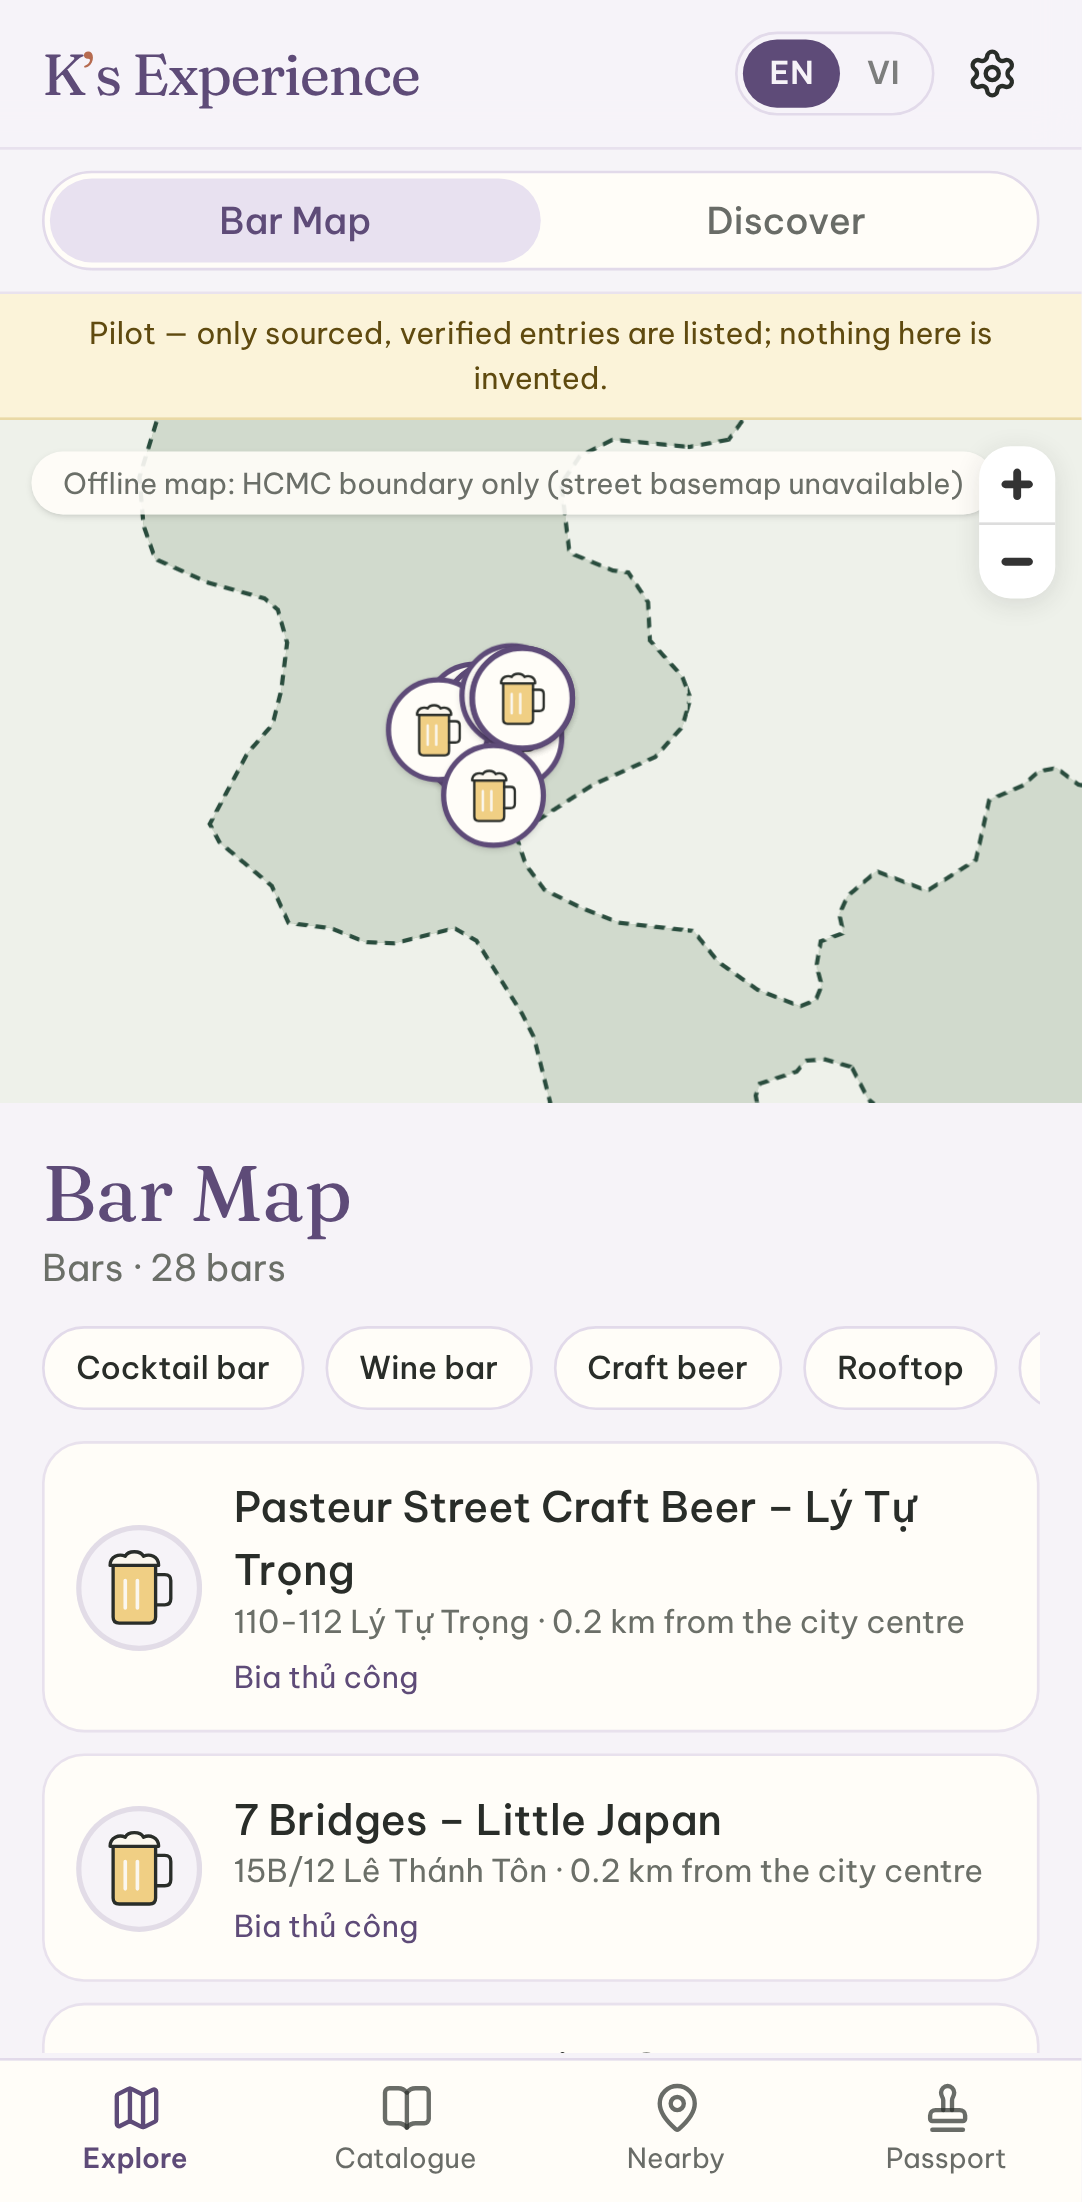 K's Experience
EN VI
Bar Map Discover
Pilot — only sourced, verified entries are listed; nothing here is
invented.
Offline map: HCMC boundary only (street basemap unavailable)
Bar Map
Bars · 28 bars
Cocktail bar Wine bar Craft beer Rooftop
Pasteur Street Craft Beer – Lý Tự
Trọng
110-112 Lý Tự Trọng · 0.2 km from the city centre
Bia thủ công
7 Bridges – Little Japan
15B/12 Lê Thánh Tôn · 0.2 km from the city centre
Bia thủ công
Explore Catalogue Nearby Passport